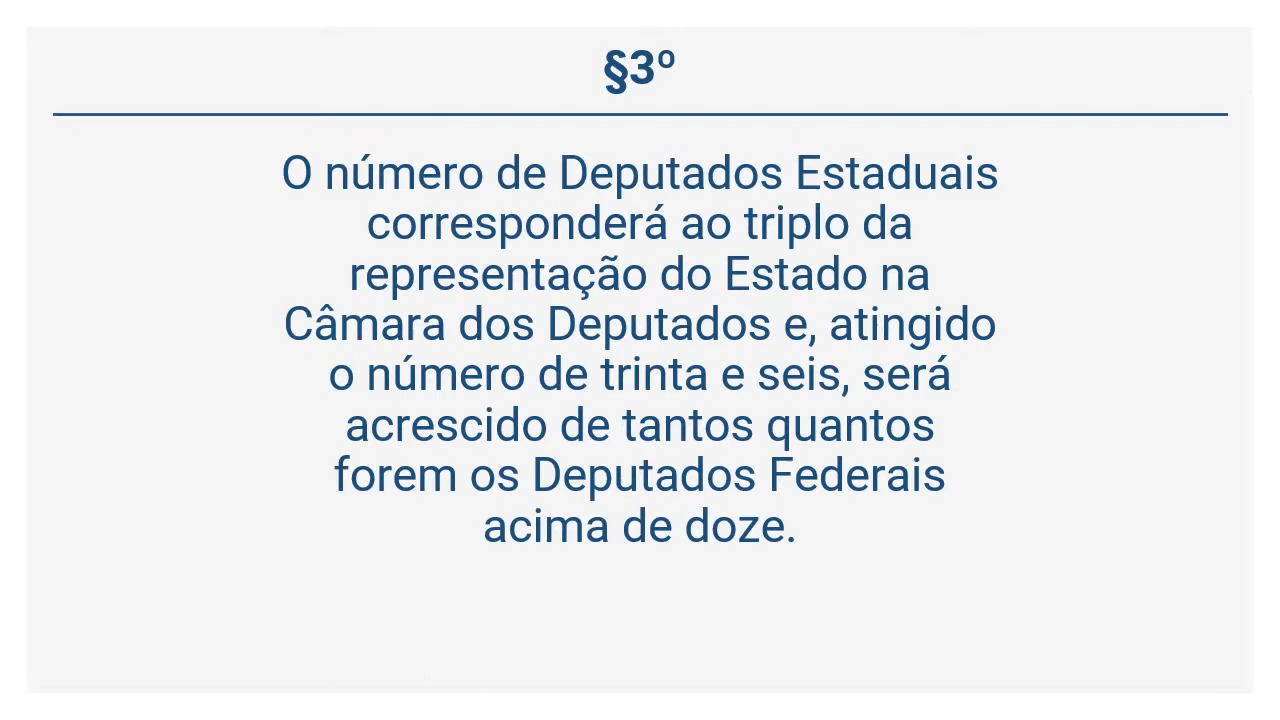 §3º
O número de Deputados Estaduais
corresponderá ao triplo da
representação do Estado na
Câmara dos Deputados e, atingido
o número de trinta e seis, será
acrescido de tantos quantos
forem os Deputados Federais
acima de doze.